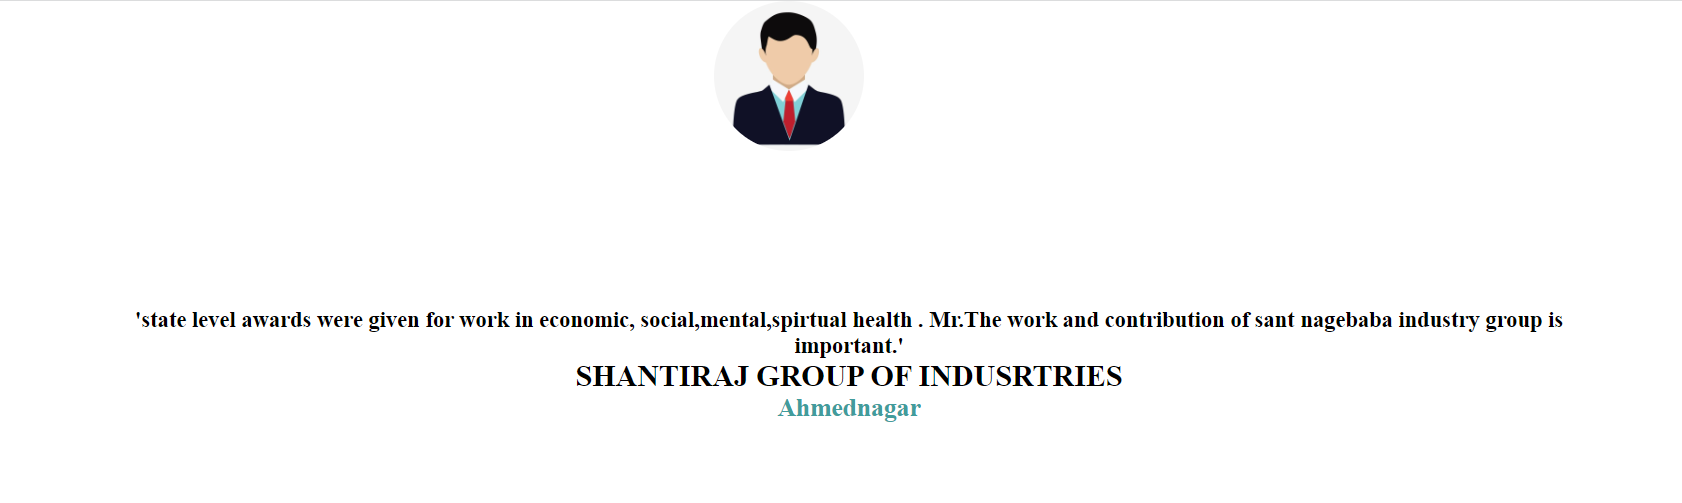 'state level awards were given for work in economic, social,mental,spirtual health . Mr.The work and contribution of sant nagebaba industry group is
important.'
SHANTIRAJ GROUP OF INDUSRTRIES
Ahmednagar